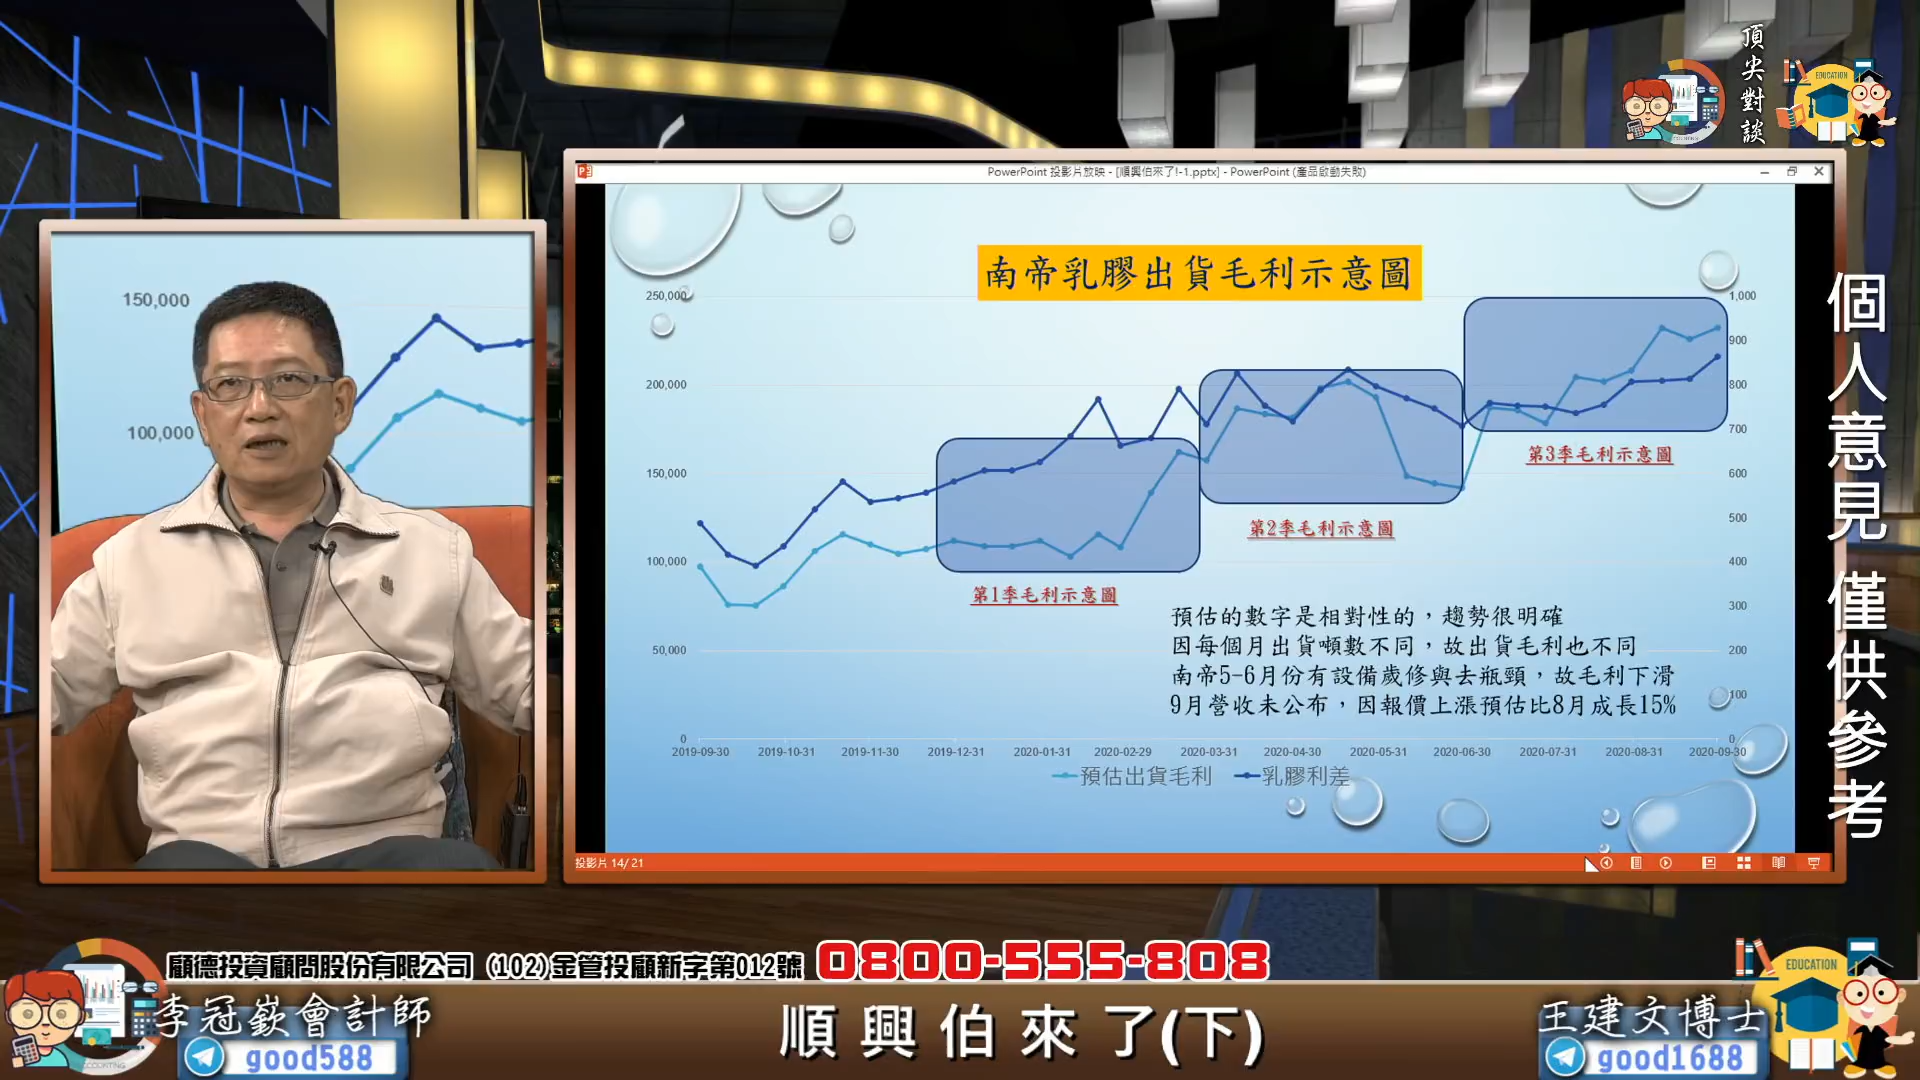 頂尖對談
EDUCATION
PowerPoint 投影片放映 - [順興伯來了!-1.pptx] - PowerPoint (產品啟動失敗)
150,000
100,000
南帝乳膠出貨毛利示意圖
250,000
200,000
150,000
100,000
50,000
0
1,000
900
800
700
600
500
400
300
200
100
0
第1季毛利示意圖
第2季毛利示意圖
第3季毛利示意圖
預估的數字是相對性的，趨勢很明確
因每個月出貨噸數不同，故出貨毛利也不同
南帝5-6月份有設備歲修與去瓶頸，故毛利下滑
9月營收未公布，因報價上漲預估比8月成長15%
2019-09-30 2019-10-31 2019-11-30 2019-12-31 2020-01-31 2020-02-29 2020-03-31 2020-04-30 2020-05-31 2020-06-30 2020-07-31 2020-08-31 2020-09-30
預估出貨毛利 乳膠利差
投影片 14/ 21
個人意見 僅供參考
顧德投資顧問股份有限公司 (102)金管投顧新字第012號 0800-555-808
李冠嶔會計師
good588
順興伯來了(下)
王建文博士
good1688
EDUCATION
ACCOUNTING